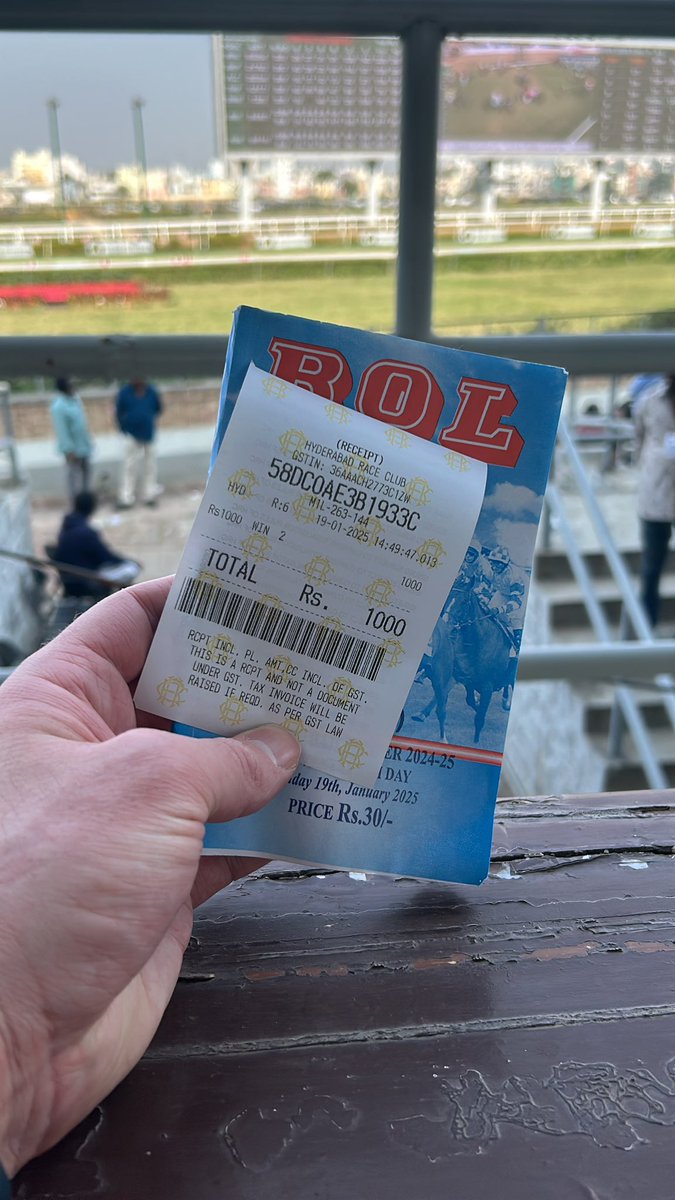 ROL
(RECEIPT)
HYDERABAD RACE CLUB
GSTIN: 36AAACH2773C1ZW
58DC0AE3B1933C
M1L-263-144
HYD R:6 19-01-2025 14:49:47.013
Rs1000 WIN 2 1000
TOTAL Rs. 1000
RCPT INCL. PL. AMT,CC INCL. OF GST.
THIS IS A RCPT AND NOT A DOCUMENT
UNDER GST. TAX INVOICE WILL BE
RAISED IF REQD. AS PER GST LAW
ER 2024-25
DAY
day 19th, January 2025
PRICE Rs.30/-